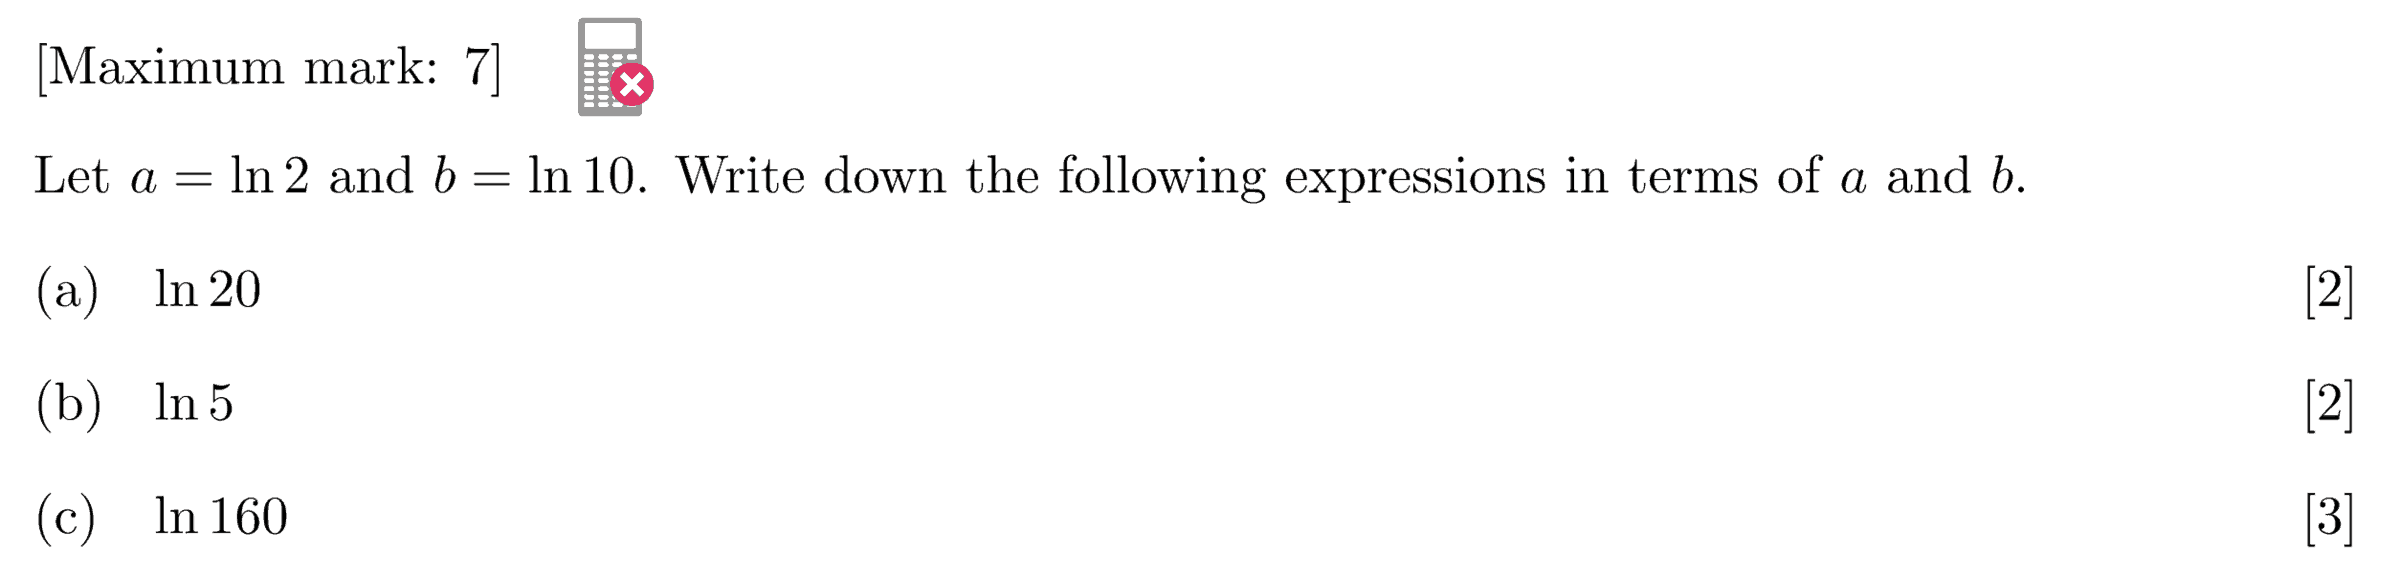 [Maximum mark: 7]
Let a = ln 2 and b = ln 10. Write down the following expressions in terms of a and b.
(a) ln 20 [2]
(b) ln 5 [2]
(c) ln 160 [3]